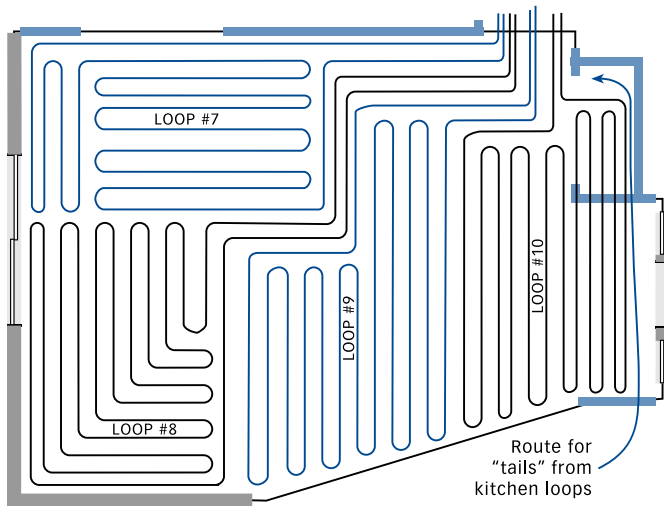 LOOP #7
LOOP #10
LOOP #9
LOOP #8
Route for
“tails” from
kitchen loops